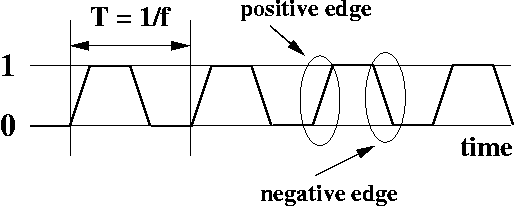 positive edge
T = 1/f
1
0
time
negative edge